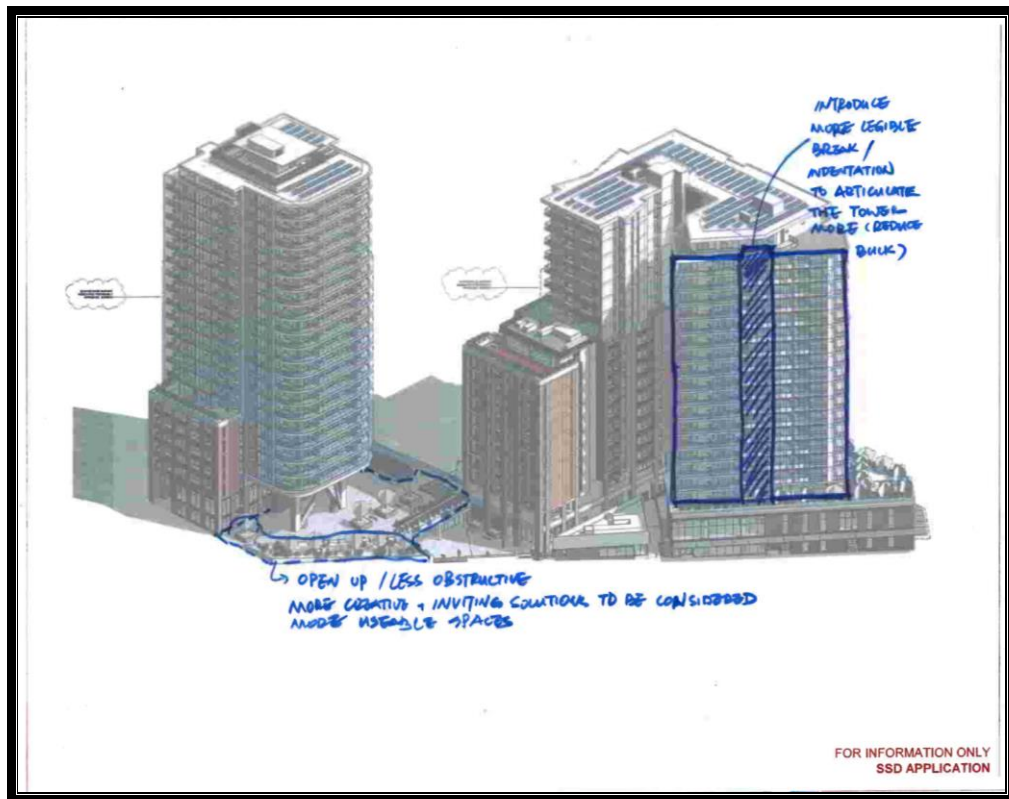 INTRODUCE
MORE LEGIBLE
BREAK /
INDENTATION
TO ARTICULATE
THE TOWER
MORE (REDUCE
BULK)
OPEN UP / LESS OBSTRUCTIVE
MORE CREATIVE + INVITING SOLUTIONS TO BE CONSIDERED
MORE USEABLE SPACES
FOR INFORMATION ONLY
SSD APPLICATION